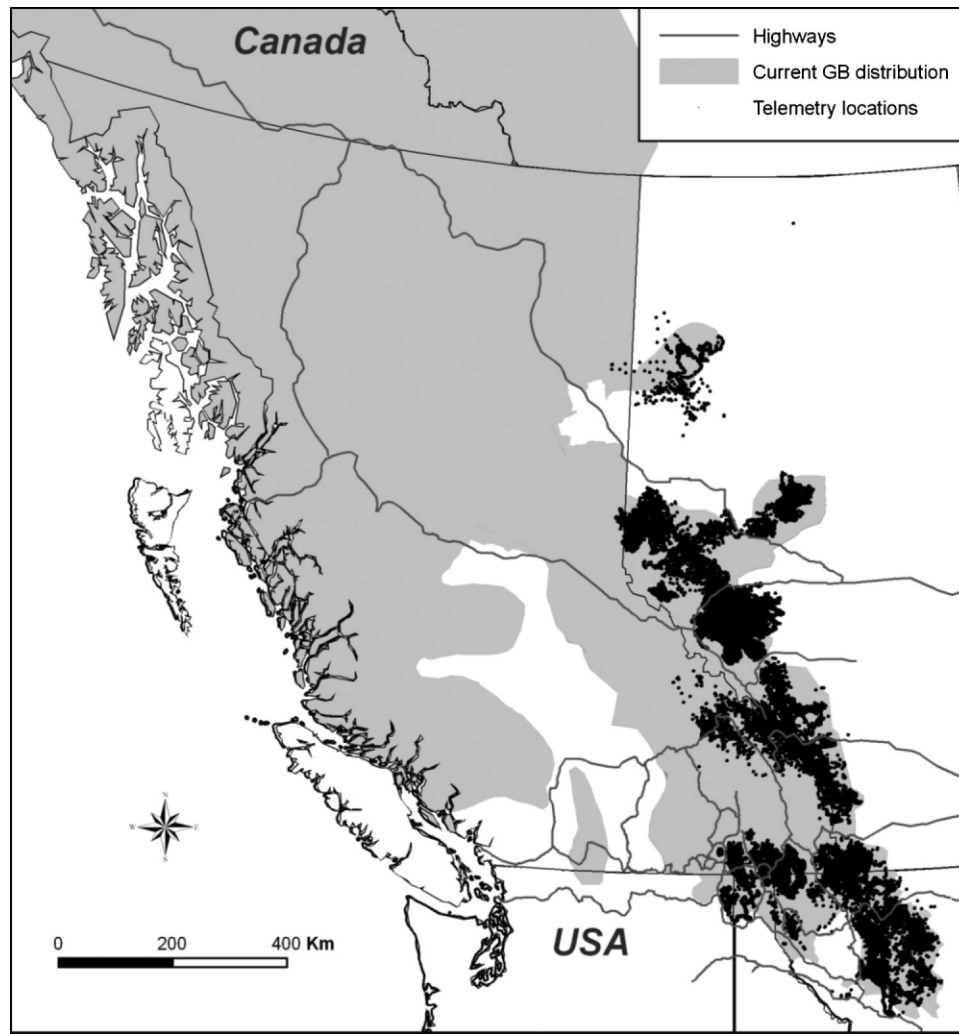 Canada
Highways
Current GB distribution
Telemetry locations
N
W E
S
0 200 400 Km
USA